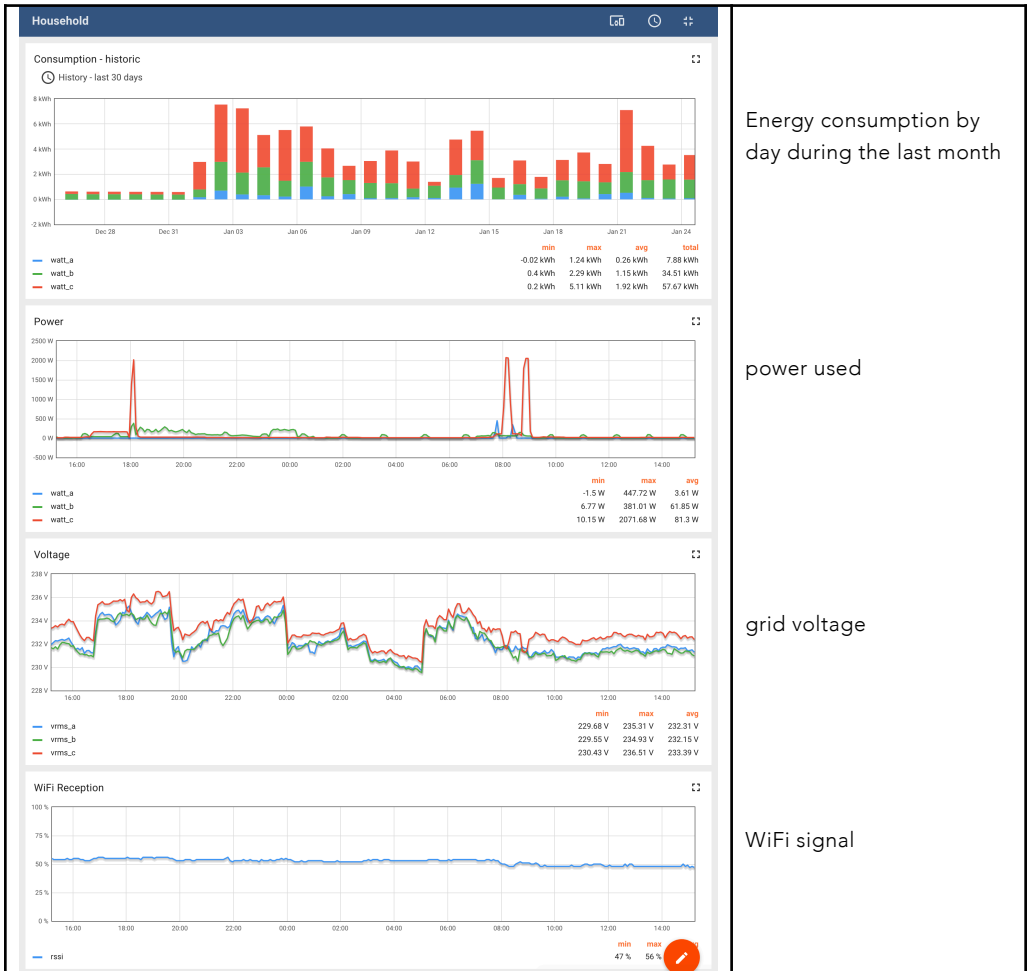 Household
Consumption - historic
History - last 30 days
8 kWh
6 kWh
4 kWh
2 kWh
0 kWh
-2 kWh
Dec 28 Dec 31 Jan 03 Jan 06 Jan 09 Jan 12 Jan 15 Jan 18 Jan 21 Jan 24
min max avg total
watt_a -0.02 kWh 1.24 kWh 0.26 kWh 7.88 kWh
watt_b 0.4 kWh 2.29 kWh 1.15 kWh 34.51 kWh
watt_c 0.2 kWh 5.11 kWh 1.92 kWh 57.67 kWh
Energy consumption by
day during the last month
Power
2500 W
2000 W
1500 W
1000 W
500 W
0 W
-500 W
16:00 18:00 20:00 22:00 00:00 02:00 04:00 06:00 08:00 10:00 12:00 14:00
min max avg
watt_a -1.5 W 447.72 W 3.61 W
watt_b 6.77 W 381.01 W 61.85 W
watt_c 10.15 W 2071.68 W 81.3 W
power used
Voltage
238 V
236 V
234 V
232 V
230 V
228 V
16:00 18:00 20:00 22:00 00:00 02:00 04:00 06:00 08:00 10:00 12:00 14:00
min max avg
vrms_a 229.68 V 235.31 V 232.31 V
vrms_b 229.55 V 234.93 V 232.15 V
vrms_c 230.43 V 236.51 V 233.39 V
grid voltage
WiFi Reception
100 %
75 %
50 %
25 %
0 %
16:00 18:00 20:00 22:00 00:00 02:00 04:00 06:00 08:00 10:00 12:00 14:00
min max
rssi 47 % 56 %
WiFi signal